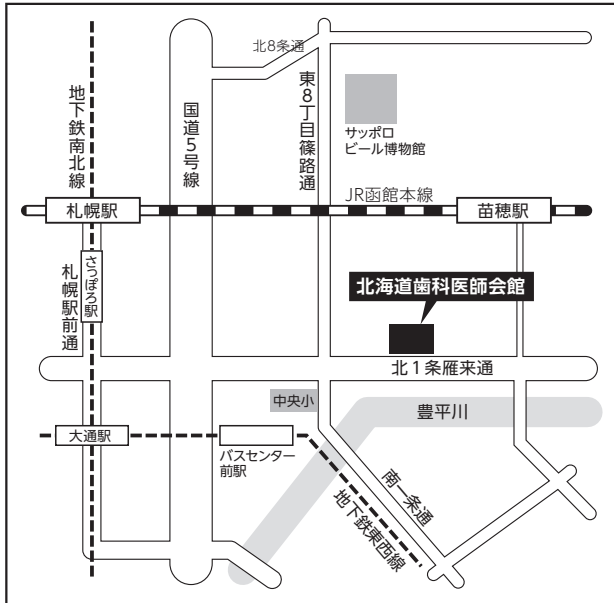 北8条通
地下鉄南北線
国道5号線
東8丁目篠路通
サッポロ
ビール博物館
JR函館本線
札幌駅
苗穂駅
さっぽろ駅
札幌駅前通
北海道歯科医師会館
北1条雁来通
中央小
豊平川
大通駅
バスセンター
前駅
南一条通
地下鉄東西線